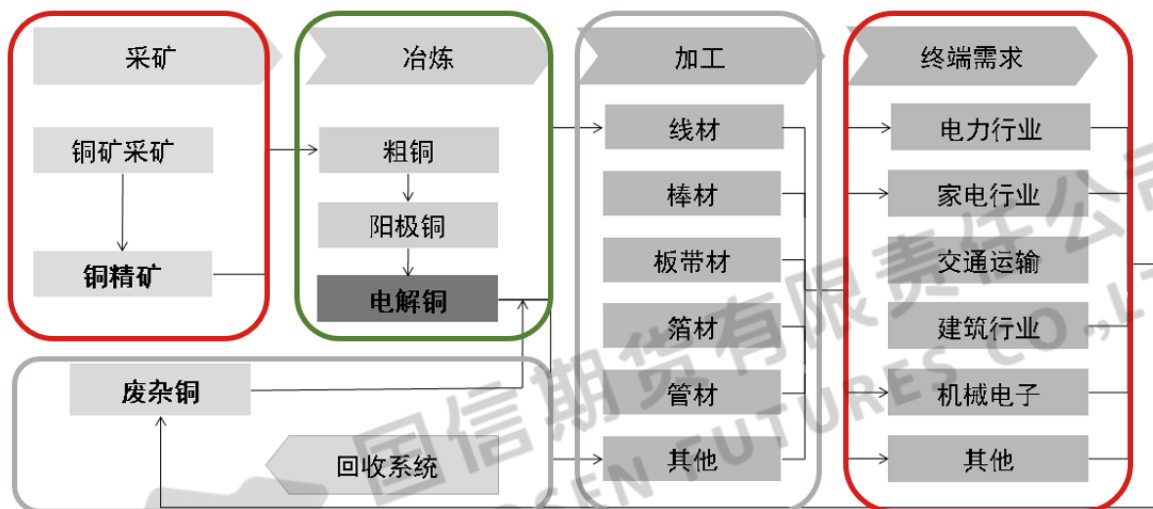 采矿
冶炼
加工
终端需求
铜矿采矿
铜精矿
粗铜
阳极铜
电解铜
线材
棒材
板带材
箔材
管材
其他
电力行业
家电行业
交通运输
建筑行业
机械电子
其他
废杂铜
回收系统
国信期货有限责任公司
SEN FUTURES CO.,LT